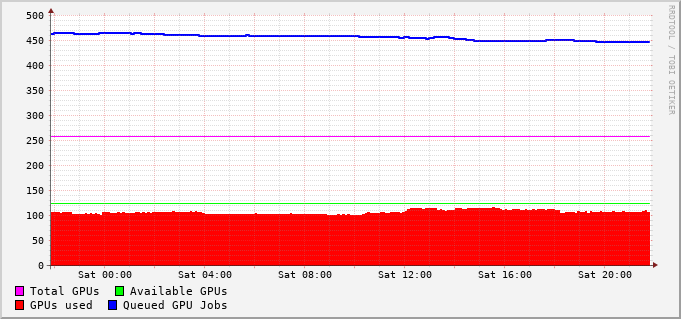 500
450
400
350
300
250
200
150
100
50
0
Sat 00:00 Sat 04:00 Sat 08:00 Sat 12:00 Sat 16:00 Sat 20:00
Total GPUs Available GPUs
GPUs used Queued GPU Jobs
RRDTOOL / TOBI OETIKER